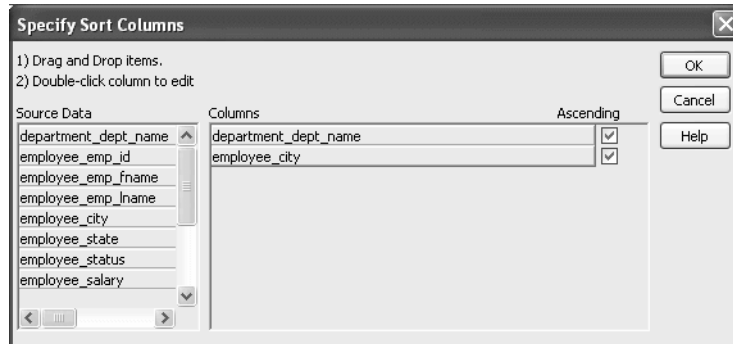 Specify Sort Columns
1) Drag and Drop items.
2) Double-click column to edit
OK
Cancel
Help
Source Data
department_dept_name
employee_emp_id
employee_emp_fname
employee_emp_lname
employee_city
employee_state
employee_status
employee_salary
Columns Ascending
department_dept_name
employee_city